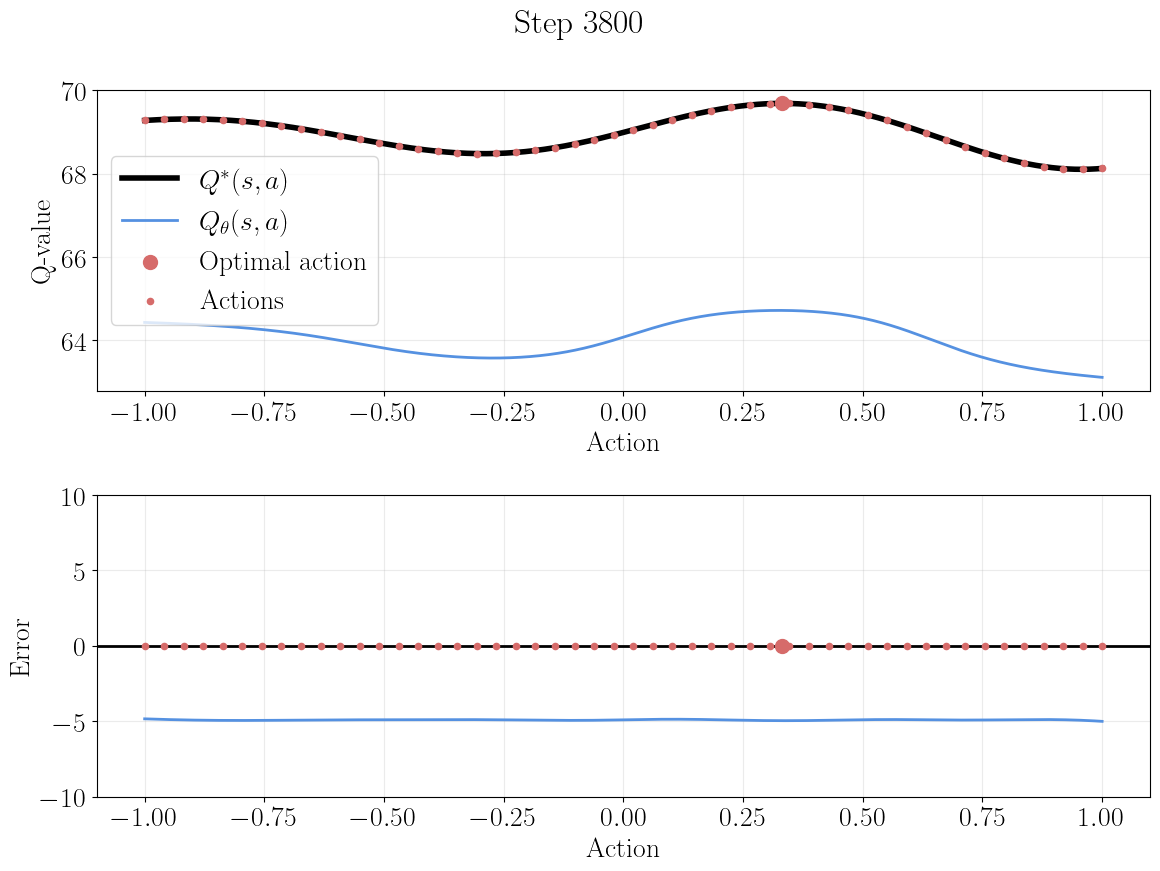 Step 3800
70
68
66
64
Q-value
Q*(s, a)
Qθ(s, a)
Optimal action
Actions
−1.00 −0.75 −0.50 −0.25 0.00 0.25 0.50 0.75 1.00
Action
10
5
0
−5
−10
Error
−1.00 −0.75 −0.50 −0.25 0.00 0.25 0.50 0.75 1.00
Action